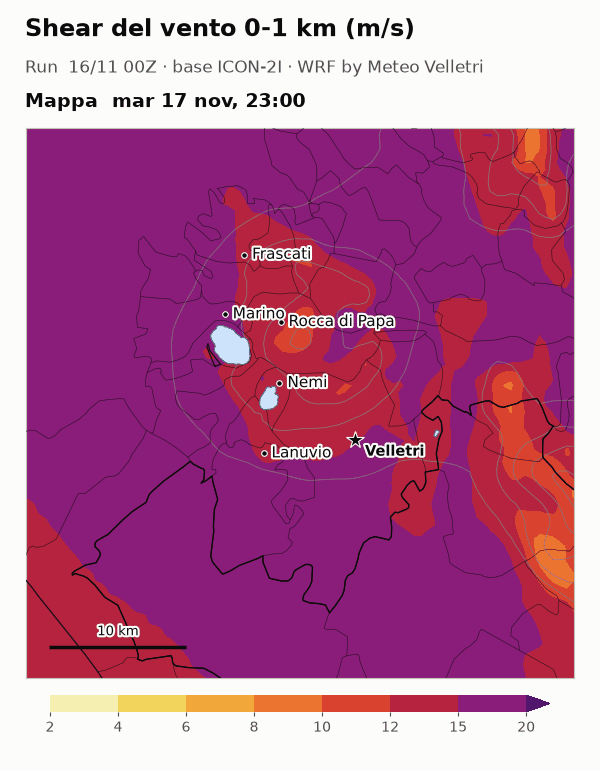 Shear del vento 0-1 km (m/s)
Run  16/11 00Z · base ICON-2I · WRF by Meteo Velletri
Mappa  mar 17 nov, 23:00
Frascati
Marino
Rocca di Papa
Nemi
Velletri
Lanuvio
10 km
2 4 6 8 10 12 15 20